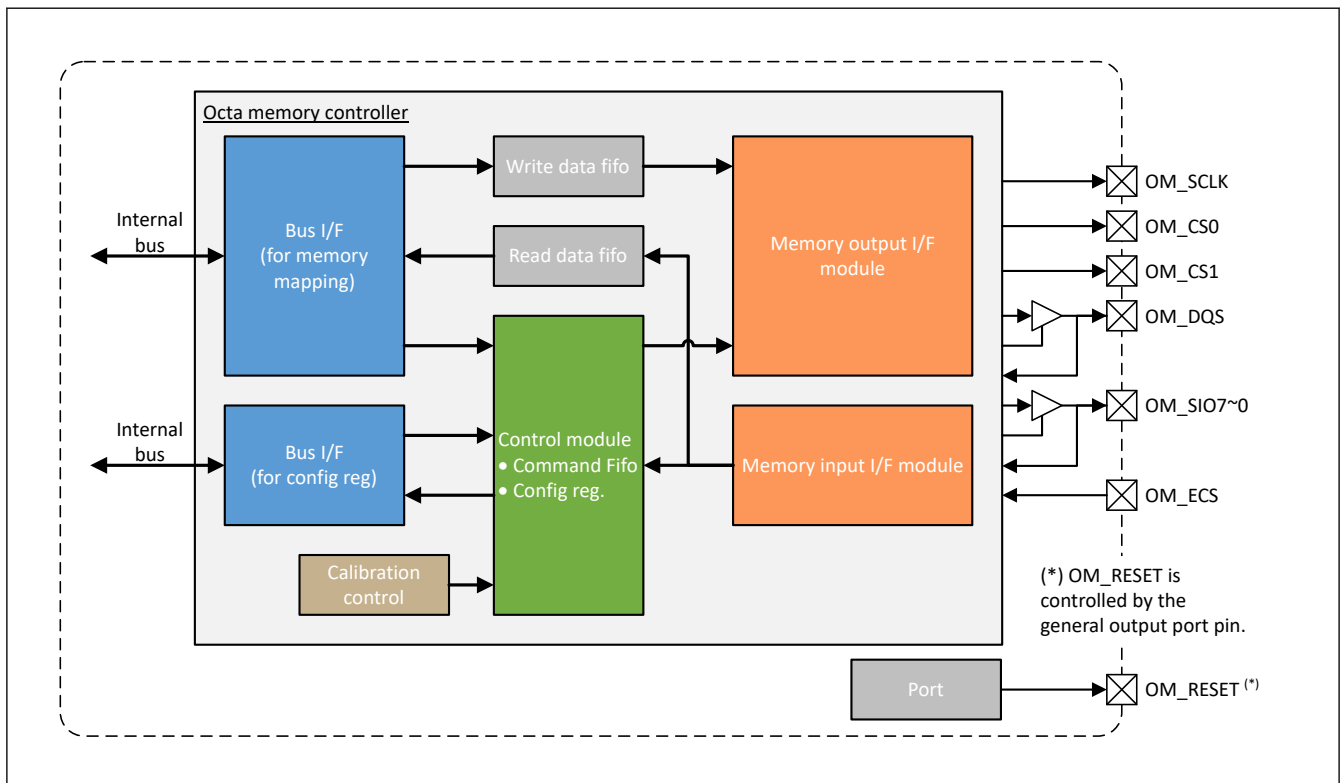 Octa memory controller
Internal
bus
Bus I/F
(for memory
mapping)
Write data fifo
Read data fifo
Memory output I/F
module
OM_SCLK
OM_CS0
OM_CS1
OM_DQS
Internal
bus
Bus I/F
(for config reg)
Control module
• Command Fifo
• Config reg.
Memory input I/F module
OM_SIO7~0
OM_ECS
Calibration
control
(*) OM_RESET is
controlled by the
general output port pin.
Port
OM_RESET (*)